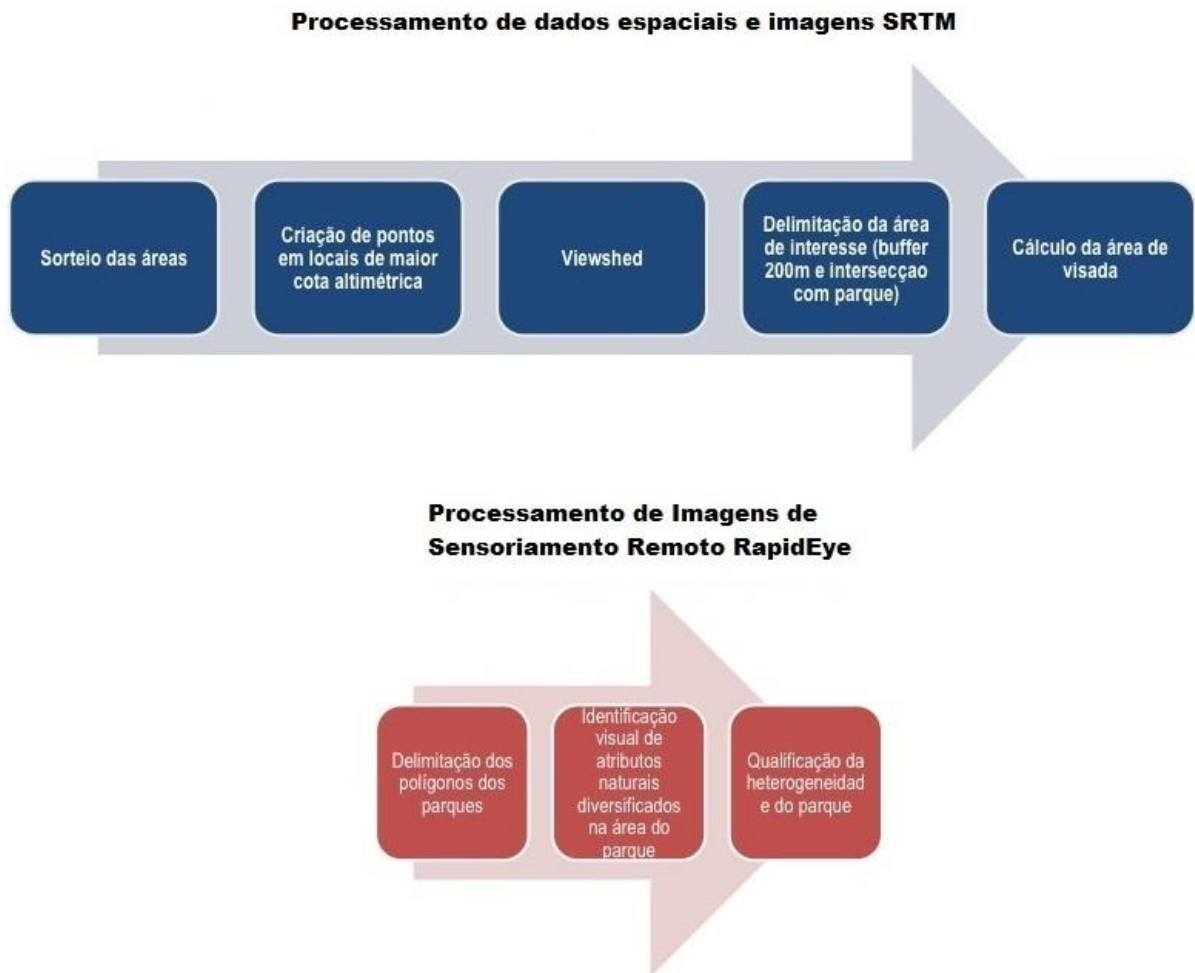 Processamento de dados espaciais e imagens SRTM
Sorteio das áreas
Criação de pontos
em locais de maior
cota altimétrica
Viewshed
Delimitação da área
de interesse (buffer
200m e intersecçao
com parque)
Cálculo da área de
visada
Processamento de Imagens de
Sensoriamento Remoto RapidEye
Delimitação dos
polígonos dos
parques
Identificação
visual de
atributos
naturais
diversificados
na área do
parque
Qualificação da
heterogeneidad
e do parque